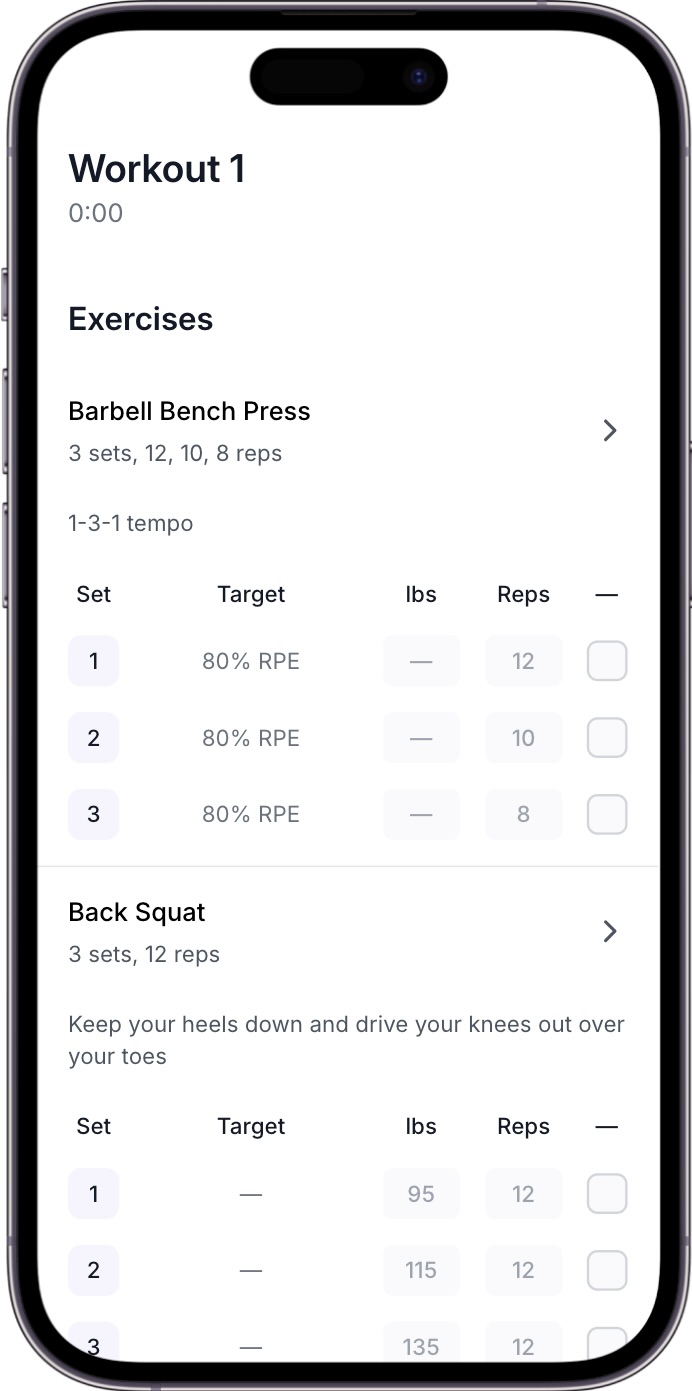 Workout 1
0:00
Exercises
Barbell Bench Press
3 sets, 12, 10, 8 reps
1-3-1 tempo
Set Target lbs Reps —
1 80% RPE — 12
2 80% RPE — 10
3 80% RPE — 8
Back Squat
3 sets, 12 reps
Keep your heels down and drive your knees out over
your toes
Set Target lbs Reps —
1 — 95 12
2 — 115 12
3 — 135 12